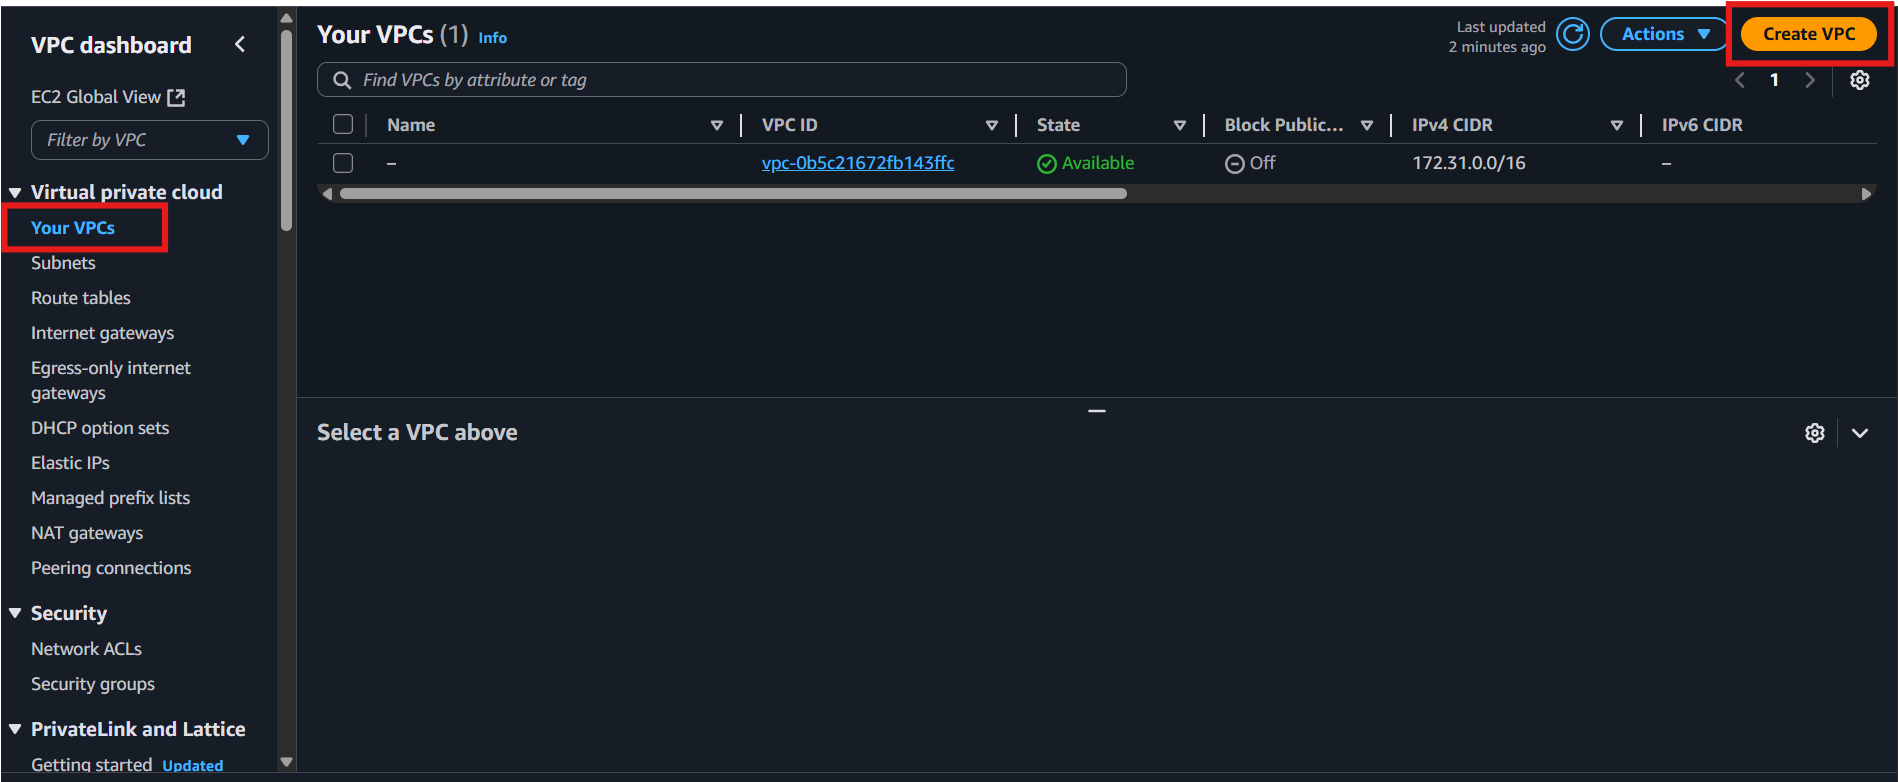 VPC dashboard
EC2 Global View
Filter by VPC
Virtual private cloud
Your VPCs
Subnets
Route tables
Internet gateways
Egress-only internet
gateways
DHCP option sets
Elastic IPs
Managed prefix lists
NAT gateways
Peering connections
Security
Network ACLs
Security groups
PrivateLink and Lattice
Getting started Updated
Your VPCs (1) Info
Last updated
2 minutes ago
Actions
Create VPC
Find VPCs by attribute or tag
1
Name VPC ID State Block Public... IPv4 CIDR IPv6 CIDR
– vpc-0b5c21672fb143ffc Available Off 172.31.0.0/16 –
Select a VPC above